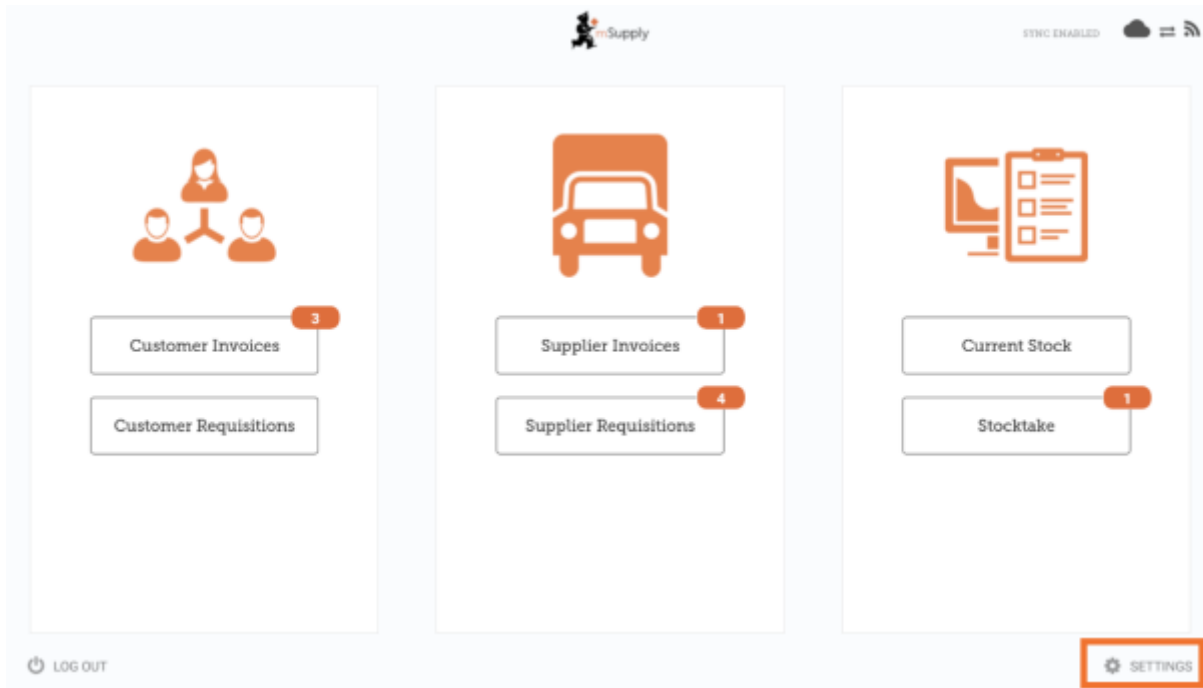 mSupply
SYNC ENABLED
3
Customer Invoices
Customer Requisitions
1
Supplier Invoices
4
Supplier Requisitions
Current Stock
1
Stocktake
LOG OUT
SETTINGS